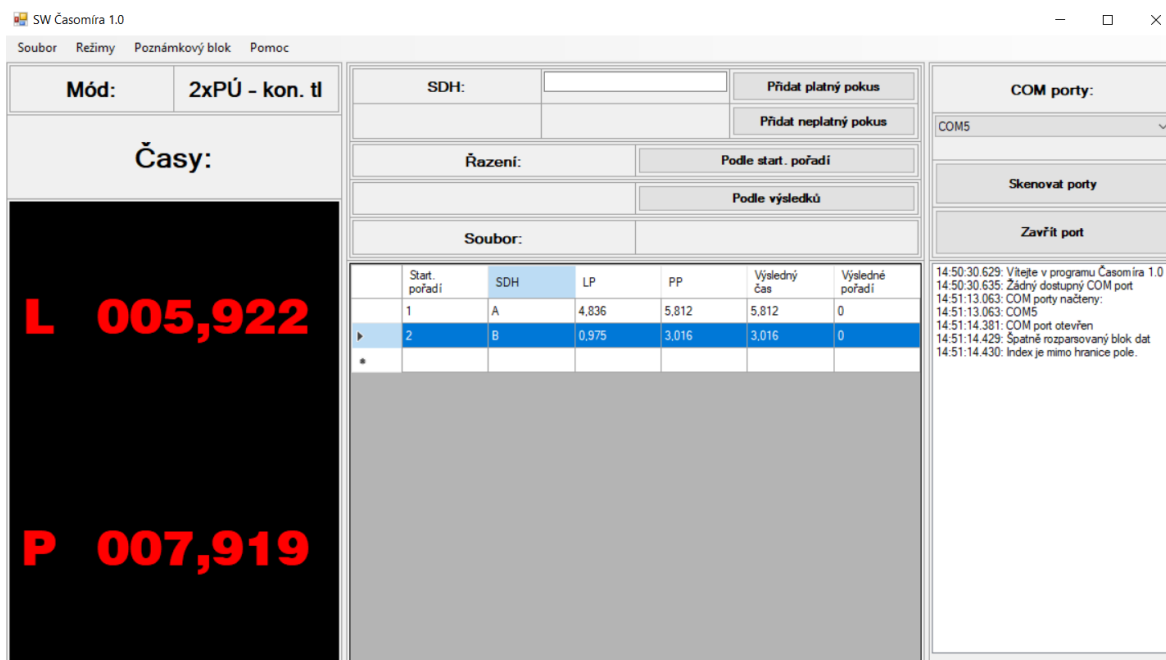 SW Časomíra 1.0
Soubor Režimy Poznámkový blok Pomoc
Mód: 2xPÚ - kon. tl
Časy:
L 005,922
P 007,919
SDH: Přidat platný pokus
Přidat neplatný pokus
Řazení: Podle start. pořadí
Podle výsledků
Soubor:
Start. pořadí SDH LP PP Výsledný čas Výsledné pořadí
1 A 4,836 5,812 5,812 0
2 B 0,975 3,016 3,016 0
COM porty:
COM5
Skenovat porty
Zavřít port
14:50:30.629: Vítejte v programu Časomíra 1.0
14:50:30.635: Žádný dostupný COM port
14:51:13.063: COM porty načteny:
14:51:13.063: COM5
14:51:14.381: COM port otevřen
14:51:14.429: Špatně rozparsovaný blok dat
14:51:14.430: Index je mimo hranice pole.